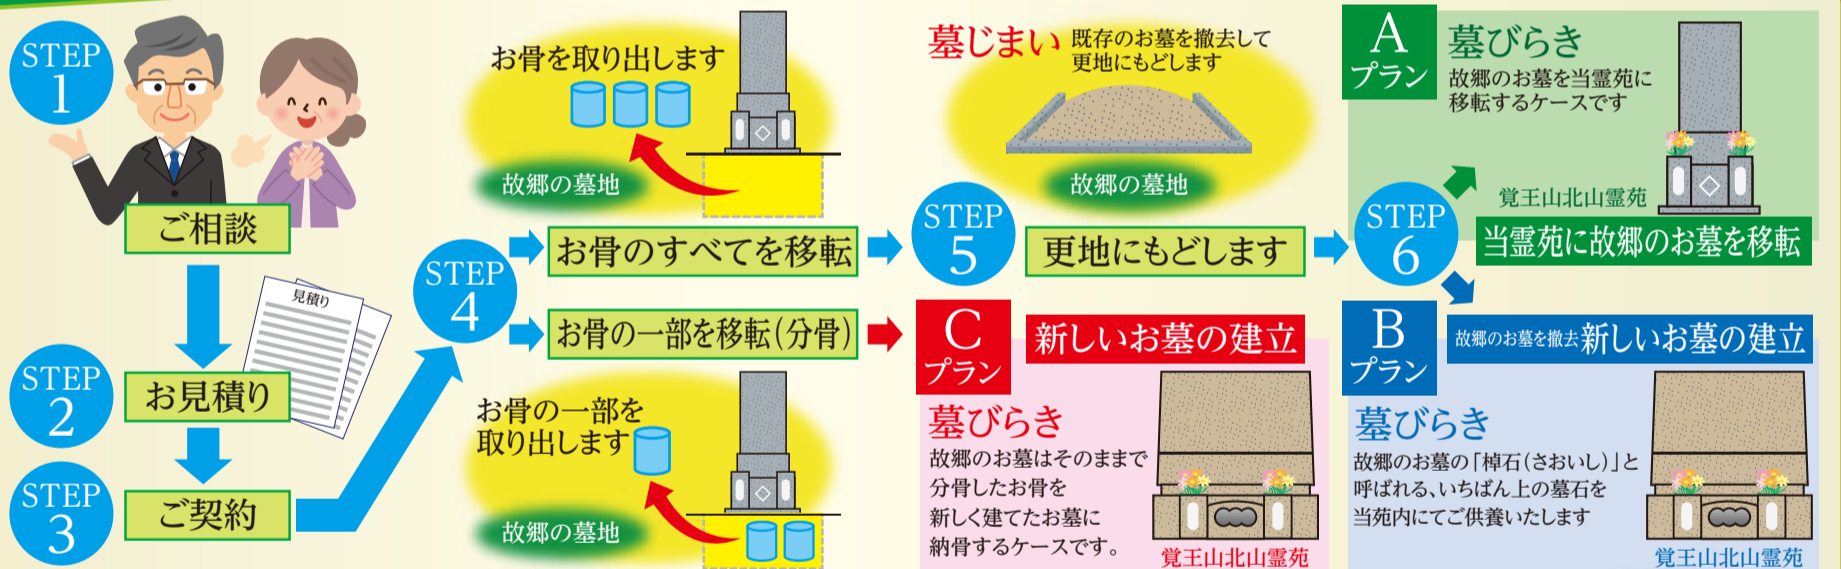 STEP
1
ご相談
STEP
2
見積り
お見積り
STEP
3
ご契約
STEP
4
お骨を取り出します
故郷の墓地
お骨のすべてを移転
お骨の一部を移転(分骨)
お骨の一部を
取り出します
故郷の墓地
墓じまい
既存のお墓を撤去して
更地にもどします
故郷の墓地
STEP
5
更地にもどします
STEP
6
A
プラン
墓びらき
故郷のお墓を当霊苑に
移転するケースです
覚王山北山霊苑
当霊苑に故郷のお墓を移転
C
プラン
新しいお墓の建立
墓びらき
故郷のお墓はそのままで
分骨したお骨を
新しく建てたお墓に
納骨するケースです。
覚王山北山霊苑
B
プラン
故郷のお墓を撤去新しいお墓の建立
墓びらき
故郷のお墓の「棹石(さおいし)」と
呼ばれる、いちばん上の墓石を
当苑内にてご供養いたします
覚王山北山霊苑